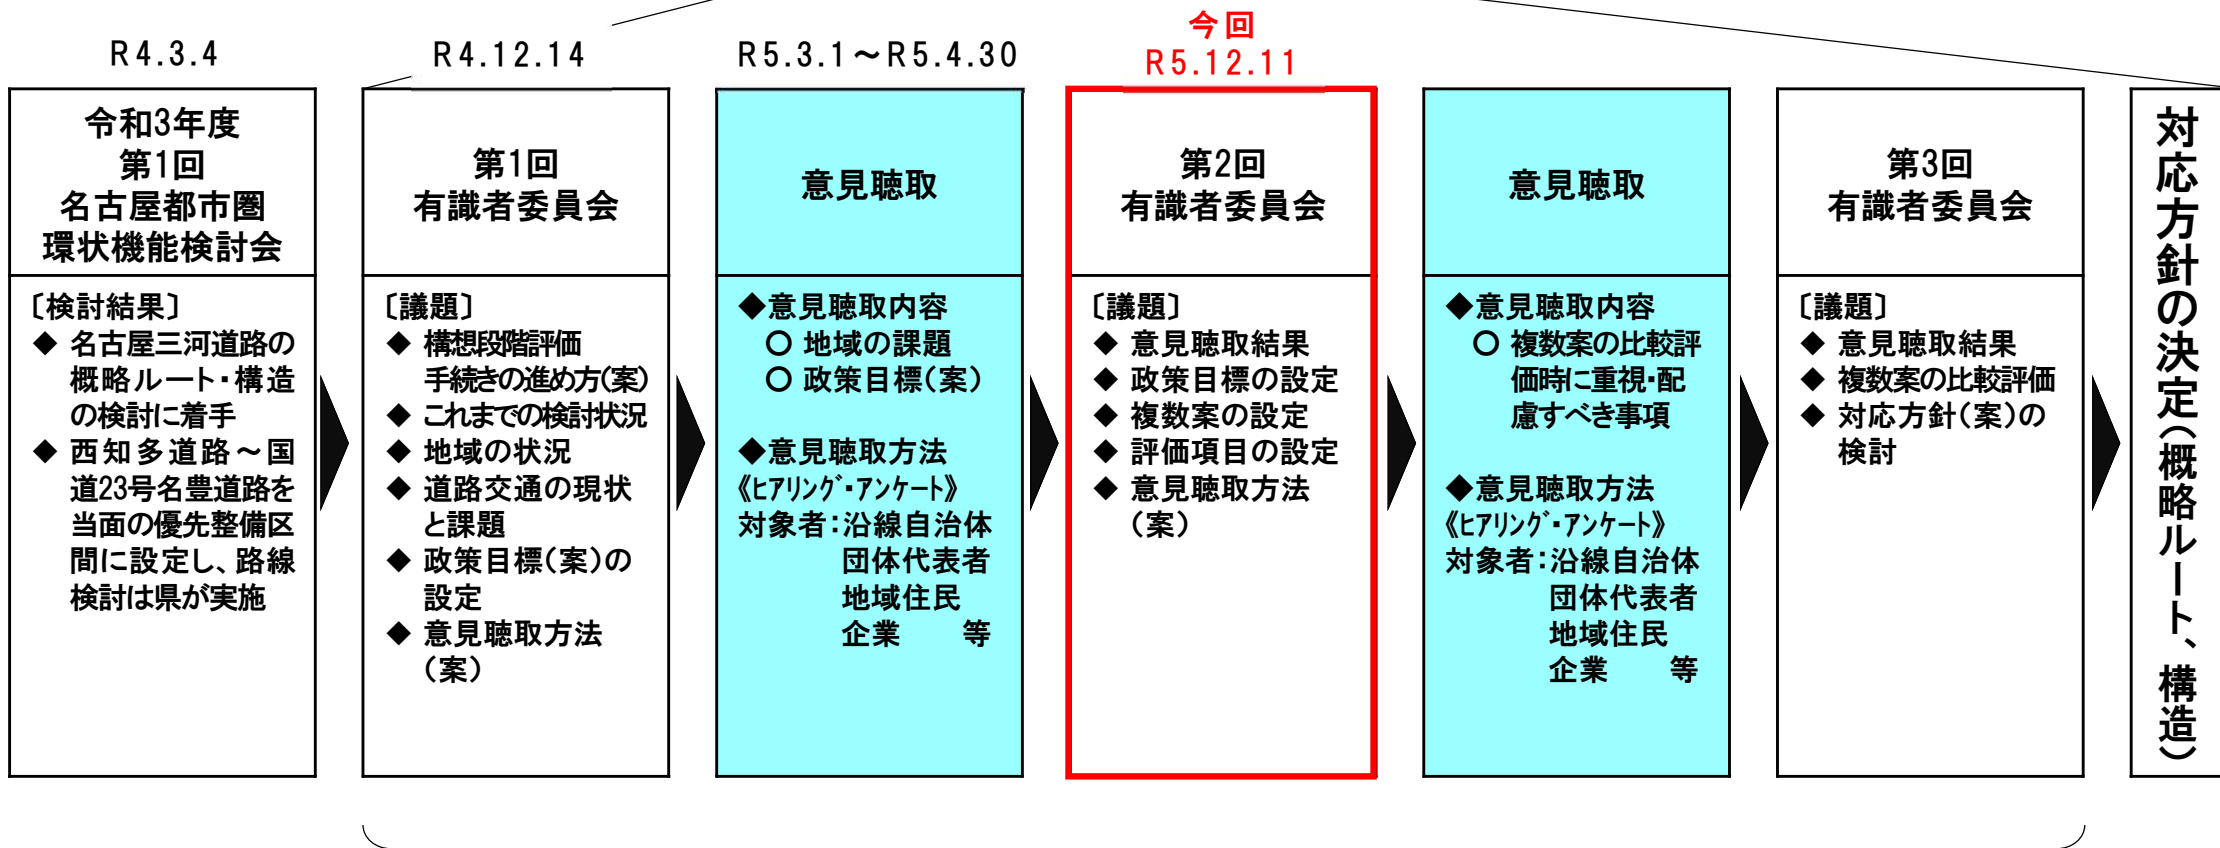 R4.3.4
令和3年度
第1回
名古屋都市圏
環状機能検討会
〔検討結果〕
◆ 名古屋三河道路の
概略ルート・構造
の検討に着手
◆ 西知多道路～国
道23号名豊道路を
当面の優先整備区
間に設定し、路線
検討は県が実施
R4.12.14
第1回
有識者委員会
〔議題〕
◆ 構想段階評価
手続きの進め方(案)
◆ これまでの検討状況
◆ 地域の状況
◆ 道路交通の現状
と課題
◆ 政策目標(案)の
設定
◆ 意見聴取方法
(案)
R5.3.1～R5.4.30
意見聴取
◆意見聴取内容
○ 地域の課題
○ 政策目標(案)
◆意見聴取方法
《ﾋｱﾘﾝｸﾞ・ｱﾝｹｰﾄ》
対象者：沿線自治体
団体代表者
地域住民
企業　　等
今回
R5.12.11
第2回
有識者委員会
〔議題〕
◆ 意見聴取結果
◆ 政策目標の設定
◆ 複数案の設定
◆ 評価項目の設定
◆ 意見聴取方法
(案)
意見聴取
◆意見聴取内容
○ 複数案の比較評
価時に重視・配
慮すべき事項
◆意見聴取方法
《ﾋｱﾘﾝｸﾞ・ｱﾝｹｰﾄ》
対象者：沿線自治体
団体代表者
地域住民
企業　　等
第3回
有識者委員会
〔議題〕
◆ 意見聴取結果
◆ 複数案の比較評価
◆ 対応方針(案)の
検討
対応方針の決定(概略ルート、構造)